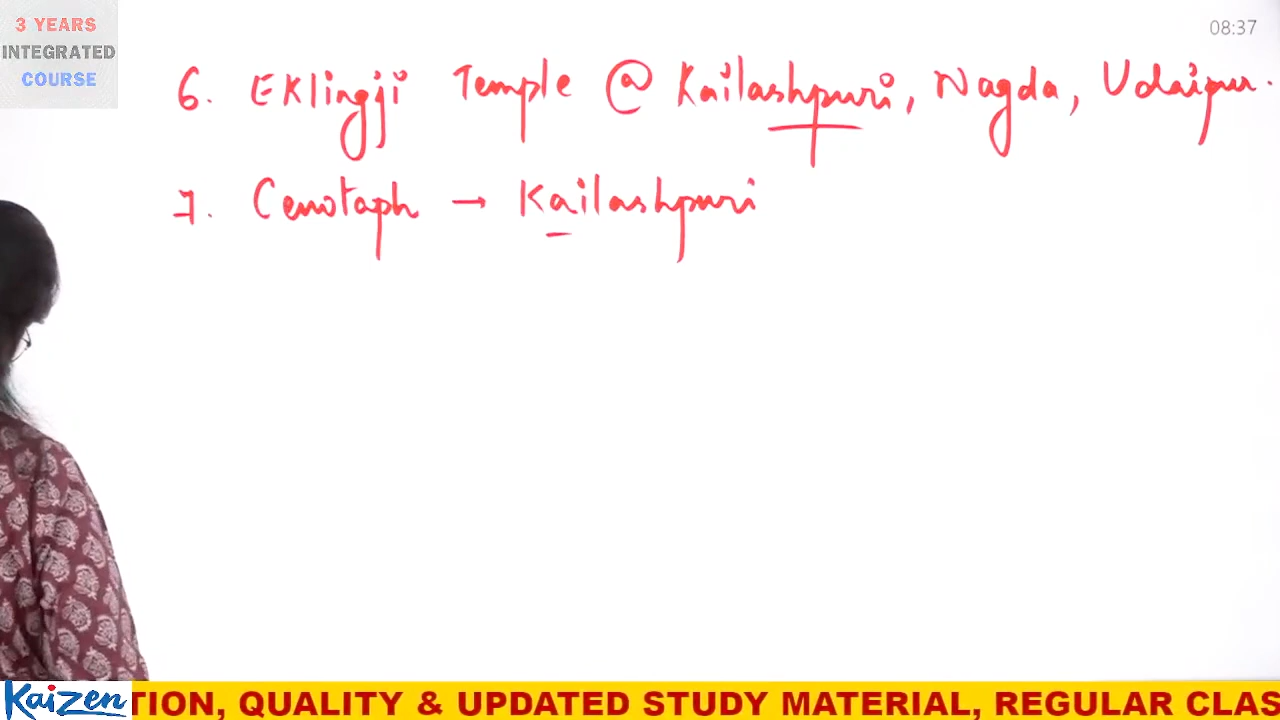 3 YEARS
INTEGRATED
COURSE
08:37
6. Eklingji Temple @ Kailashpuri, Nagda, Udaipur.
7. Cenotaph → Kailashpuri
Kaizen
TION, QUALITY & UPDATED STUDY MATERIAL, REGULAR CLAS